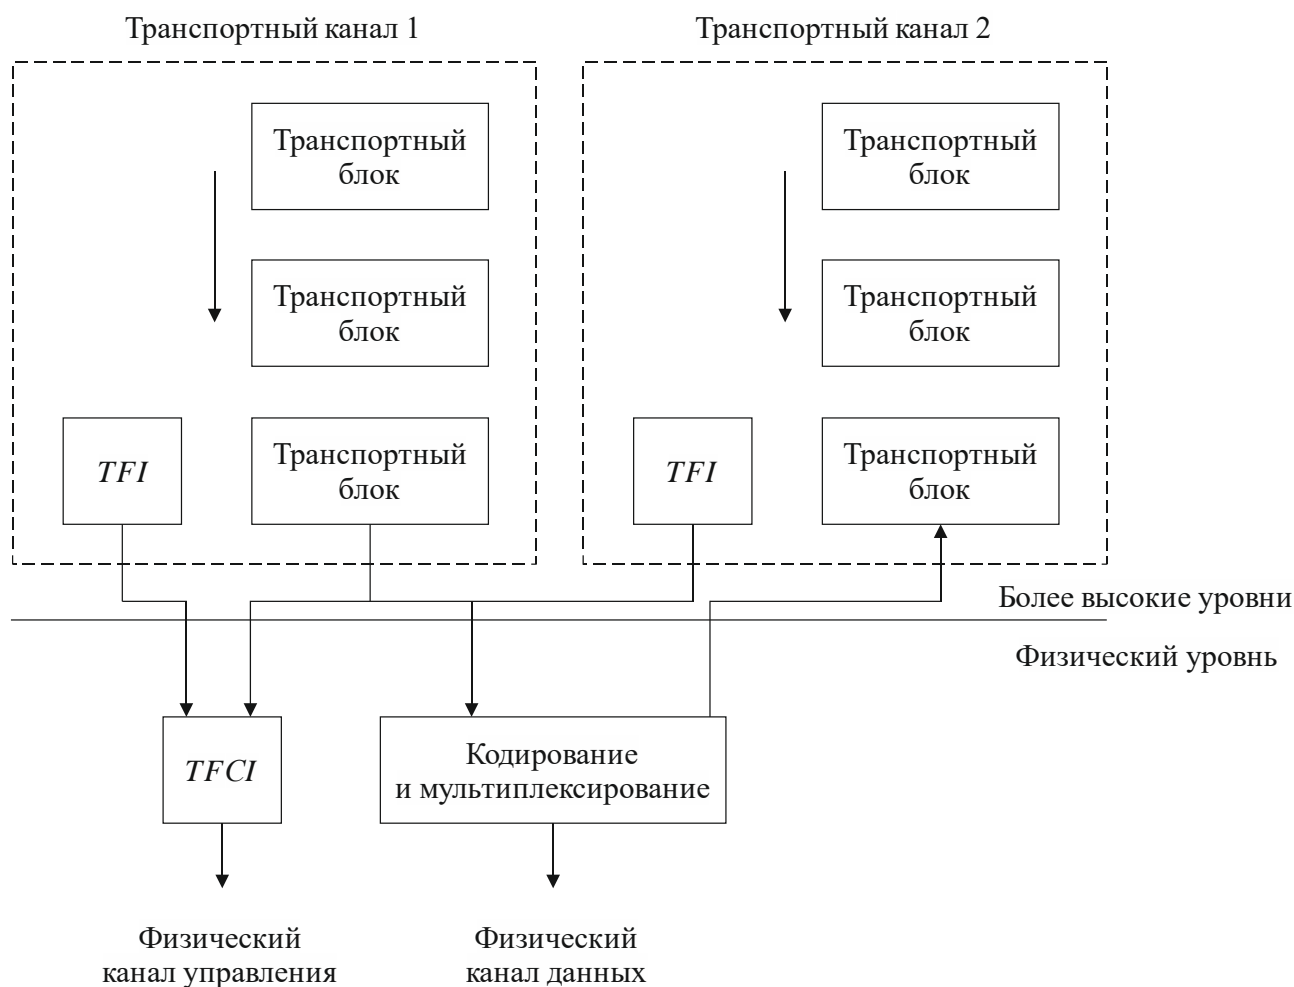 Транспортный канал 1
Транспортный канал 2
Транспортный
блок
Транспортный
блок
Транспортный
блок
Транспортный
блок
TFI
Транспортный
блок
TFI
Транспортный
блок
Более высокие уровни
Физический уровнь
TFCI
Кодирование
и мультиплексирование
Физический
канал управления
Физический
канал данных